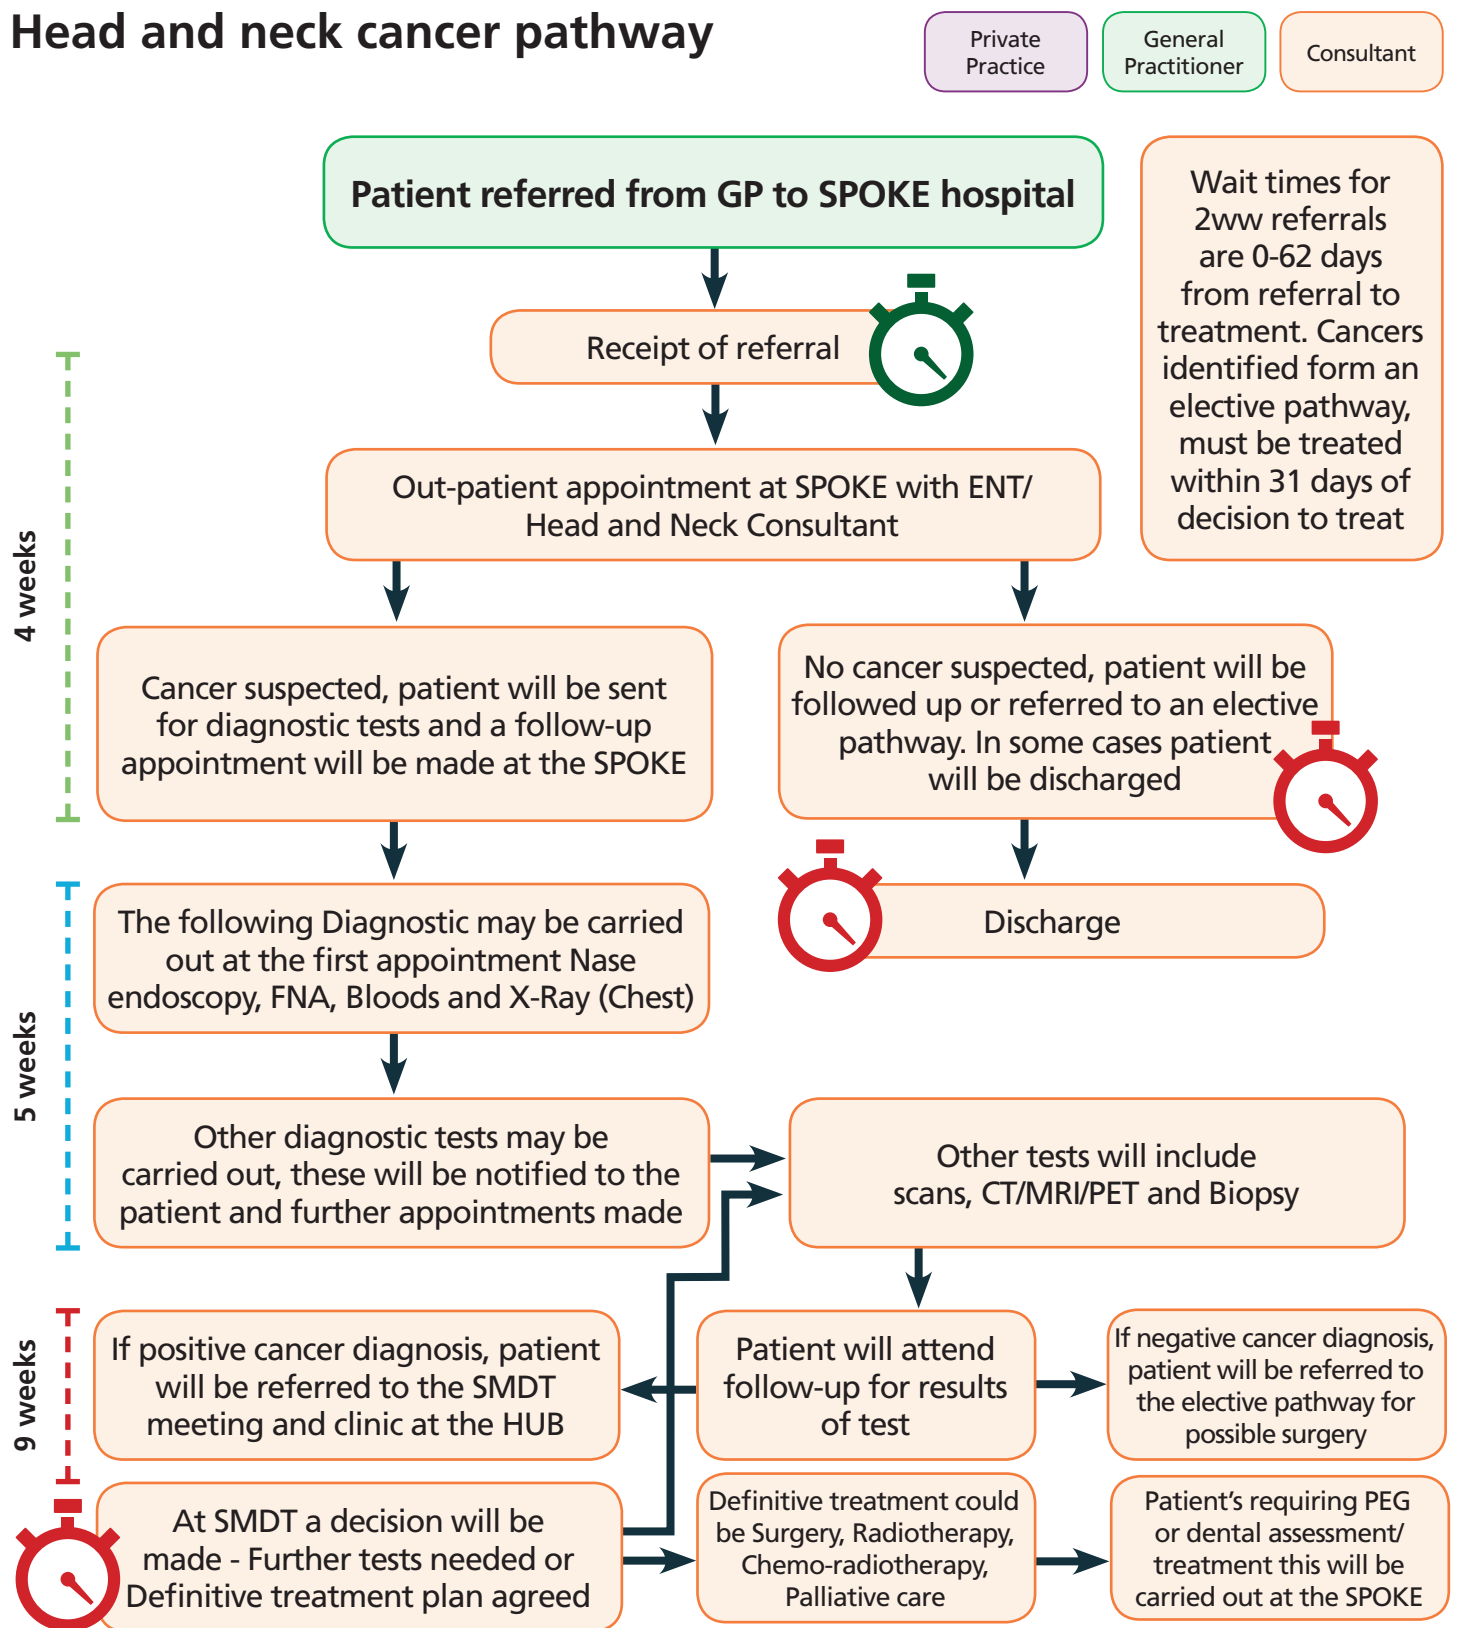 Head and neck cancer pathway
Private
Practice
General
Practitioner
Consultant
Patient referred from GP to SPOKE hospital
Wait times for
2ww referrals
are 0-62 days
from referral to
treatment. Cancers
identified form an
elective pathway,
must be treated
within 31 days of
decision to treat
Receipt of referral
Out-patient appointment at SPOKE with ENT/
Head and Neck Consultant
4 weeks
Cancer suspected, patient will be sent
for diagnostic tests and a follow-up
appointment will be made at the SPOKE
No cancer suspected, patient will be
followed up or referred to an elective
pathway. In some cases patient
will be discharged
Discharge
5 weeks
The following Diagnostic may be carried
out at the first appointment Nase
endoscopy, FNA, Bloods and X-Ray (Chest)
Other diagnostic tests may be
carried out, these will be notified to the
patient and further appointments made
Other tests will include
scans, CT/MRI/PET and Biopsy
9 weeks
If positive cancer diagnosis, patient
will be referred to the SMDT
meeting and clinic at the HUB
Patient will attend
follow-up for results
of test
If negative cancer diagnosis,
patient will be referred to
the elective pathway for
possible surgery
At SMDT a decision will be
made - Further tests needed or
Definitive treatment plan agreed
Definitive treatment could
be Surgery, Radiotherapy,
Chemo-radiotherapy,
Palliative care
Patient's requiring PEG
or dental assessment/
treatment this will be
carried out at the SPOKE